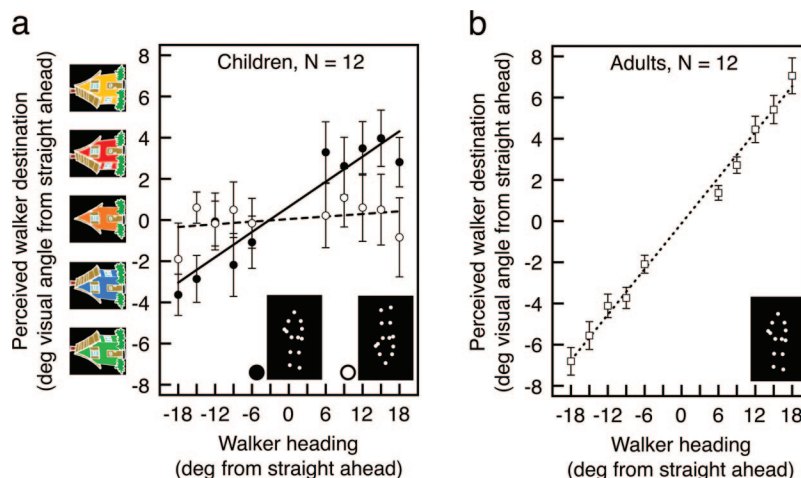 a
Children, N = 12
Perceived walker destination
(deg visual angle from straight ahead)
8
6
4
2
0
-2
-4
-6
-8
-18 -12 -6 0 6 12 18
Walker heading
(deg from straight ahead)
b
Adults, N = 12
Perceived walker destination
(deg visual angle from straight ahead)
8
6
4
2
0
-2
-4
-6
-8
-18 -12 -6 0 6 12 18
Walker heading
(deg from straight ahead)